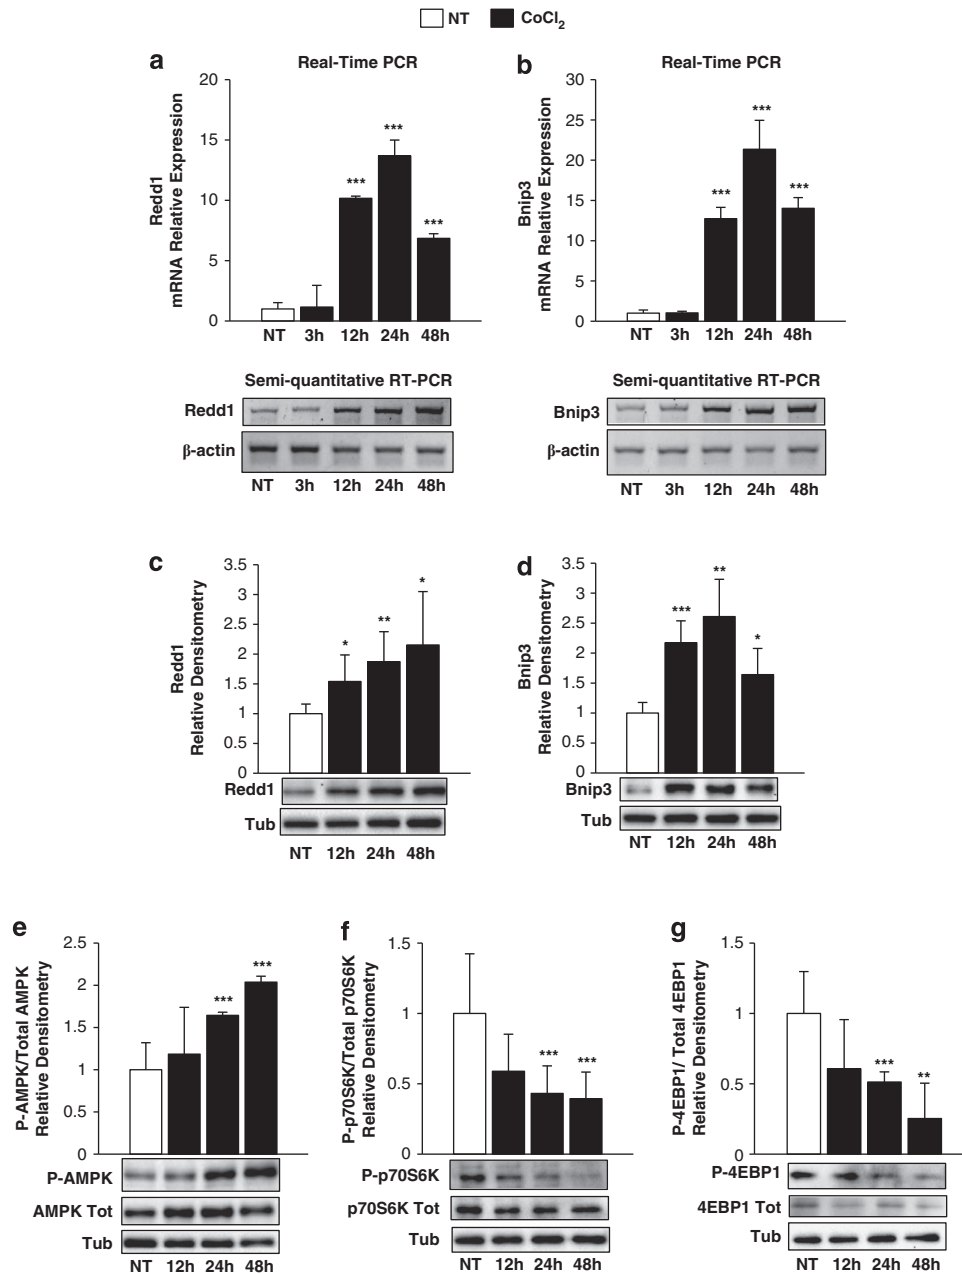 NT CoCl2
a
Real-Time PCR
Redd1
mRNA Relative Expression
20
15
10
5
0
***
***
***
NT 3h 12h 24h 48h
Semi-quantitative RT-PCR
Redd1
β-actin
NT 3h 12h 24h 48h
b
Real-Time PCR
Bnip3
mRNA Relative Expression
30
25
20
15
10
5
0
***
***
***
NT 3h 12h 24h 48h
Semi-quantitative RT-PCR
Bnip3
β-actin
NT 3h 12h 24h 48h
c
Redd1
Relative Densitometry
3.5
3
2.5
2
1.5
1
0.5
0
*
**
*
Redd1
Tub
NT 12h 24h 48h
d
Bnip3
Relative Densitometry
3.5
3
2.5
2
1.5
1
0.5
0
***
**
*
Bnip3
Tub
NT 12h 24h 48h
e
P-AMPK/Total AMPK
Relative Densitometry
2.5
2
1.5
1
0.5
0
***
***
P-AMPK
AMPK Tot
Tub
NT 12h 24h 48h
f
P-p70S6K/Total p70S6K
Relative Densitometry
1.5
1
0.5
0
***
***
P-p70S6K
p70S6K Tot
Tub
NT 12h 24h 48h
g
P-4EBP1/ Total 4EBP1
Relative Densitometry
1.5
1
0.5
0
***
**
P-4EBP1
4EBP1 Tot
Tub
NT 12h 24h 48h